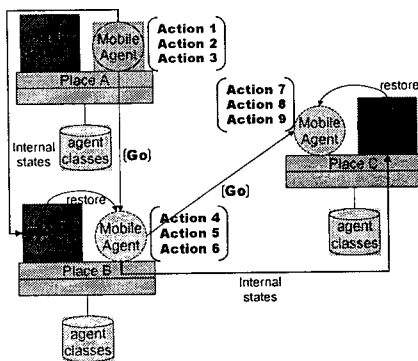 Mobile
Agent
Action 1
Action 2
Action 3
Place A
agent
classes
Internal
states
(Go)
restore
Mobile
Agent
Action 4
Action 5
Action 6
Place B
agent
classes
(Go)
Internal
states
Action 7
Action 8
Action 9
Mobile
Agent
restore
Place C
agent
classes